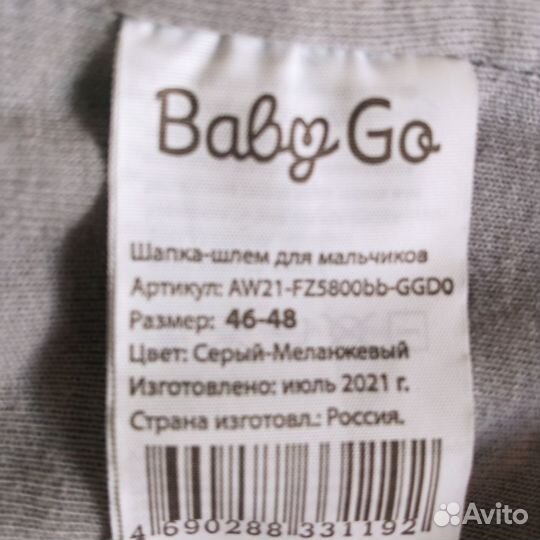 Baby Go
Шапка-шлем для мальчиков
Артикул: AW21-FZ5800bb-GGD0
Размер: 46-48
Цвет: Серый-Меланжевый
Изготовлено: июль 2021 г.
Страна изготовл.: Россия.
4 690288 331192
Avito